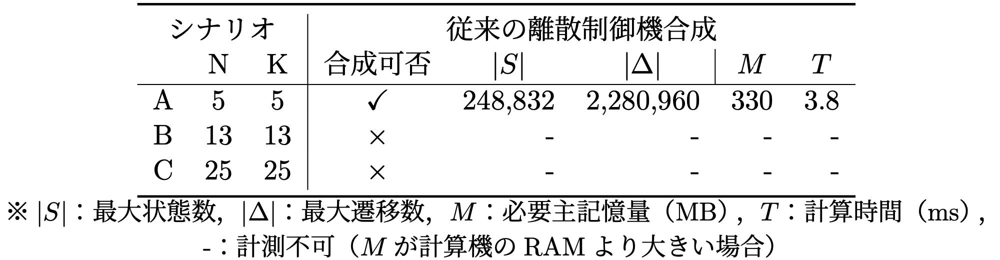 シナリオ 従来の離散制御機合成
N K 合成可否 |S| |Δ| M T
A 5 5 ✓ 248,832 2,280,960 330 3.8
B 13 13 × - - - -
C 25 25 × - - - -
※ |S|：最大状態数，|Δ|：最大遷移数，M：必要主記憶量（MB），T：計算時間（ms），
-：計測不可（M が計算機の RAM より大きい場合）